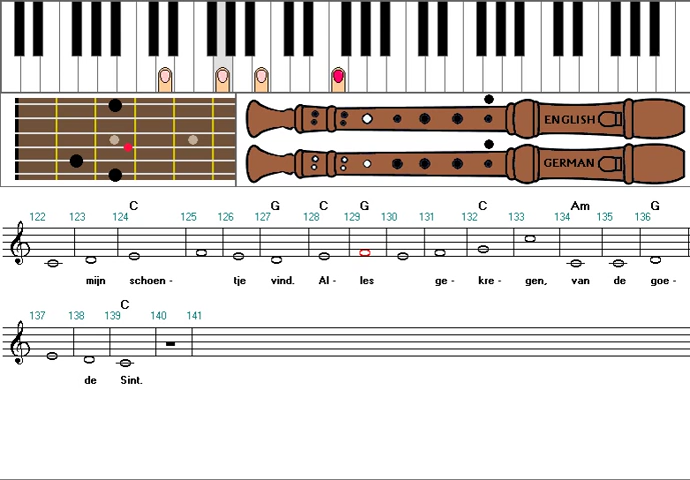 ENGLISH
GERMAN
C G C G C Am G
122 123 124 125 126 127 128 129 130 131 132 133 134 135 136
mijn schoen - tje vind. Al - les ge - kre - gen, van de goe -
C
137 138 139 140 141
de Sint.